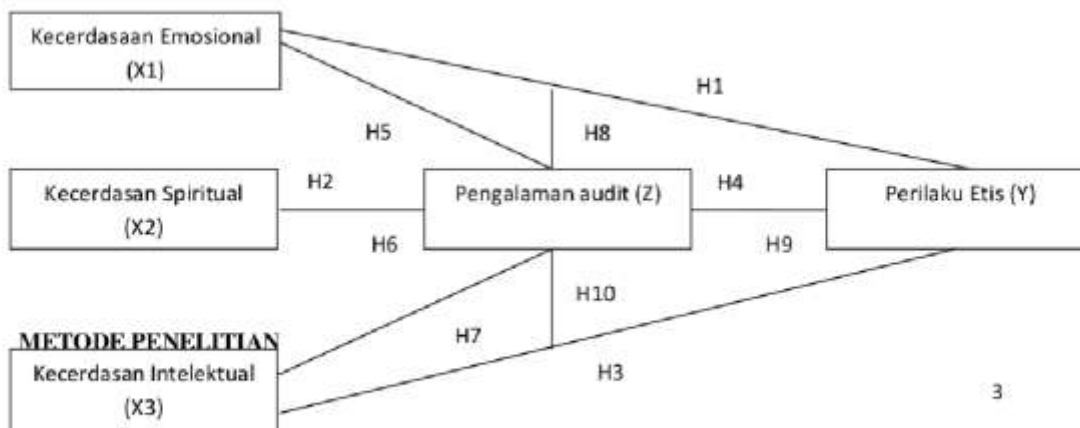 Kecerdasaan Emosional
(X1)
H1
H5
H8
Kecerdasan Spiritual
(X2)
H2
Pengalaman audit (Z)
H4
Perilaku Etis (Y)
H6
H9
H10
METODE PENELITIAN
H7
Kecerdasan Intelektual
(X3)
H3
3